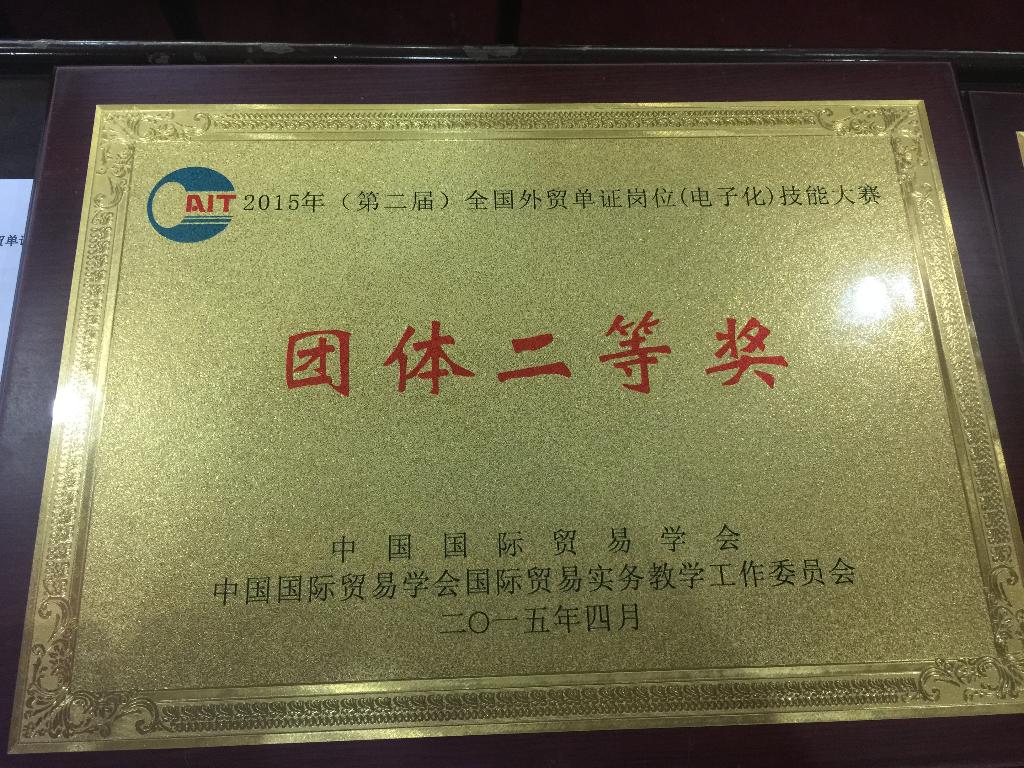 CAIT 2015年（第二届）全国外贸单证岗位(电子化)技能大赛
团体二等奖
中国国际贸易学会
中国国际贸易学会国际贸易实务教学工作委员会
二〇一五年四月